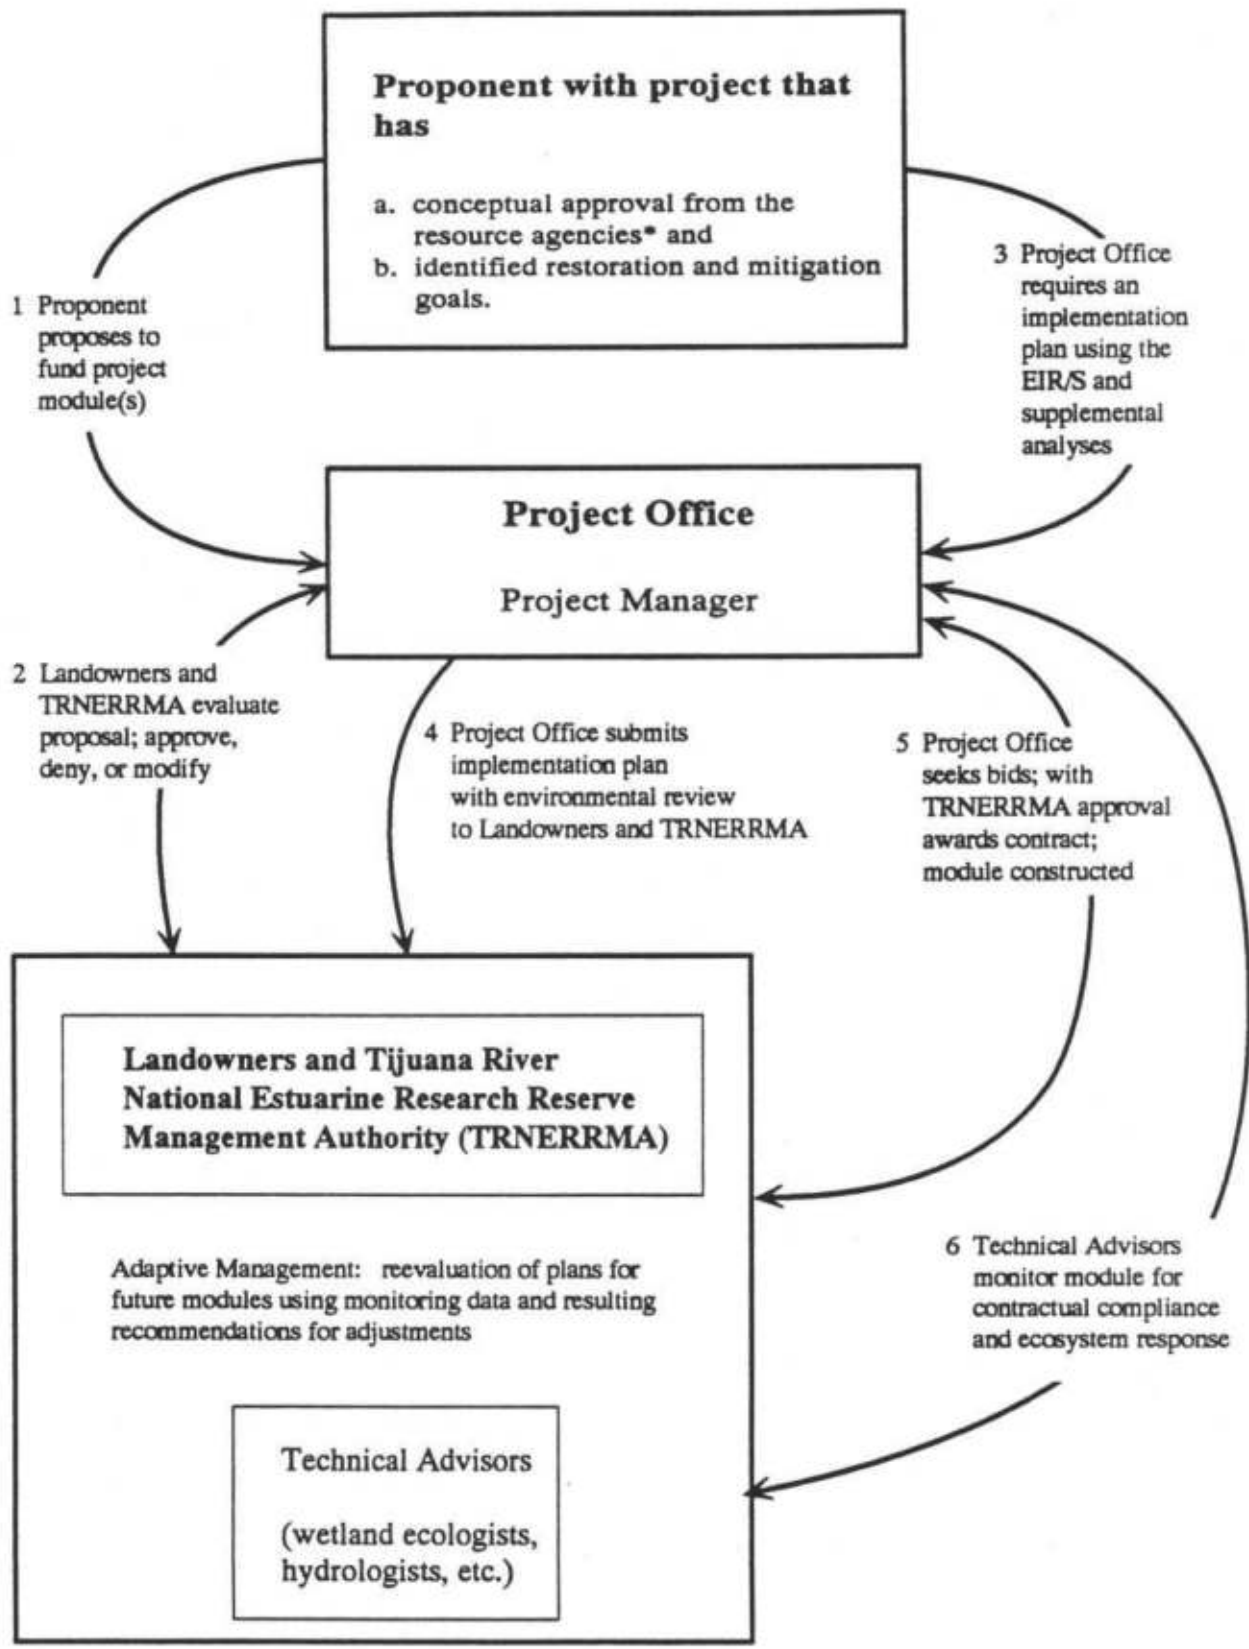 Proponent with project that
has
a. conceptual approval from the
resource agencies* and
b. identified restoration and mitigation
goals.
1 Proponent
proposes to
fund project
module(s)
3 Project Office
requires an
implementation
plan using the
EIR/S and
supplemental
analyses
Project Office
Project Manager
2 Landowners and
TRNERRMA evaluate
proposal; approve,
deny, or modify
4 Project Office submits
implementation plan
with environmental review
to Landowners and TRNERRMA
5 Project Office
seeks bids; with
TRNERRMA approval
awards contract;
module constructed
Landowners and Tijuana River
National Estuarine Research Reserve
Management Authority (TRNERRMA)
Adaptive Management: reevaluation of plans for
future modules using monitoring data and resulting
recommendations for adjustments
6 Technical Advisors
monitor module for
contractual compliance
and ecosystem response
Technical Advisors
(wetland ecologists,
hydrologists, etc.)